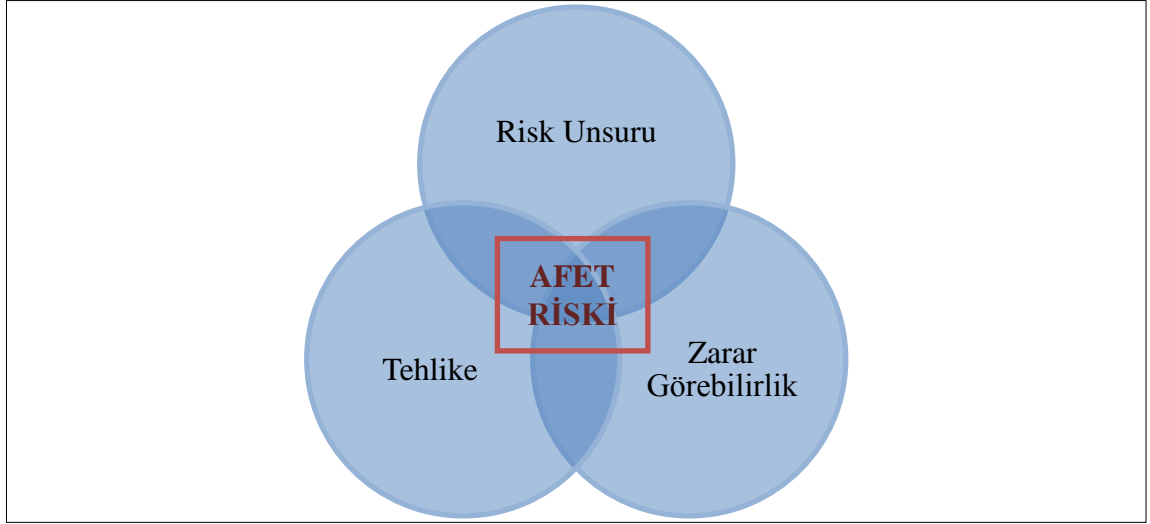 Risk Unsuru
AFET
RİSKİ
Tehlike
Zarar
Görebilirlik